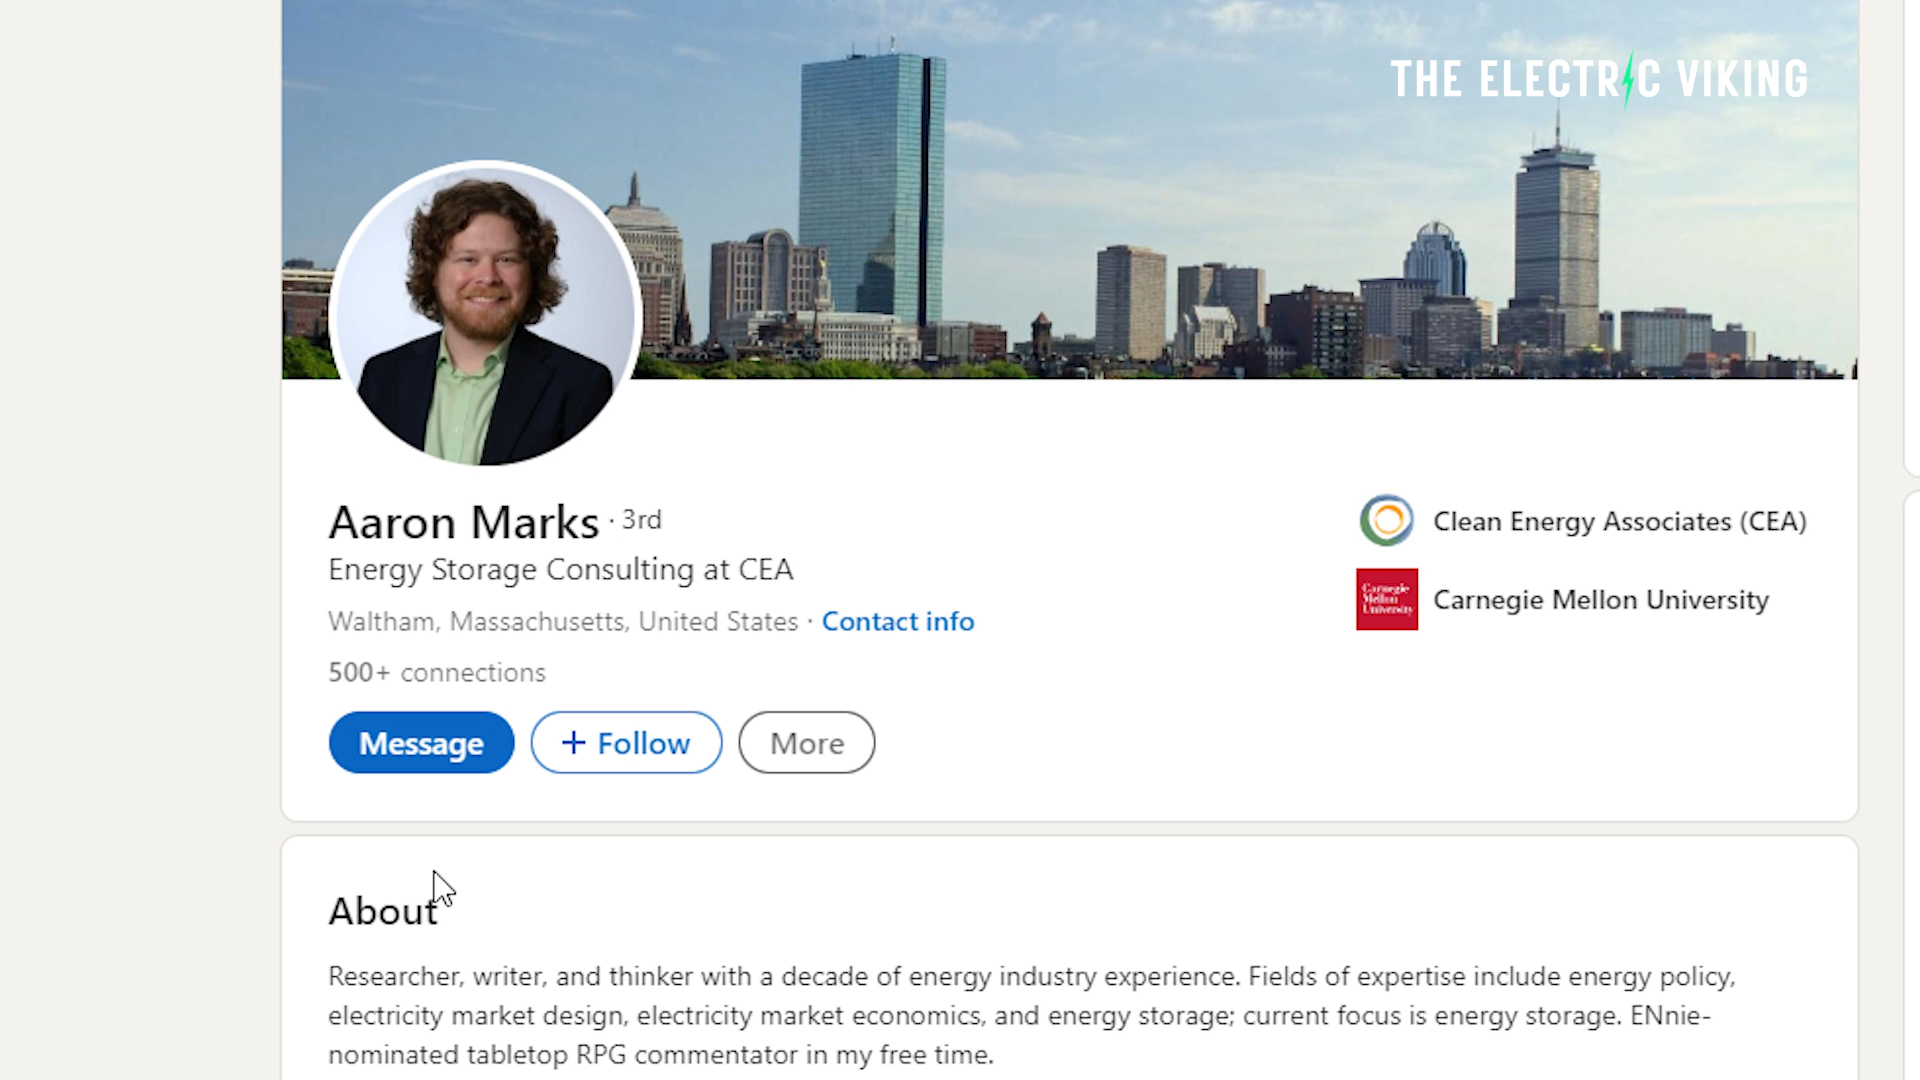 THE ELECTRIC VIKING
Aaron Marks · 3rd
Energy Storage Consulting at CEA
Waltham, Massachusetts, United States · Contact info
500+ connections
Message
+ Follow
More
Clean Energy Associates (CEA)
Carnegie
Mellon
University
Carnegie Mellon University
About
Researcher, writer, and thinker with a decade of energy industry experience. Fields of expertise include energy policy,
electricity market design, electricity market economics, and energy storage; current focus is energy storage. ENnie-
nominated tabletop RPG commentator in my free time.